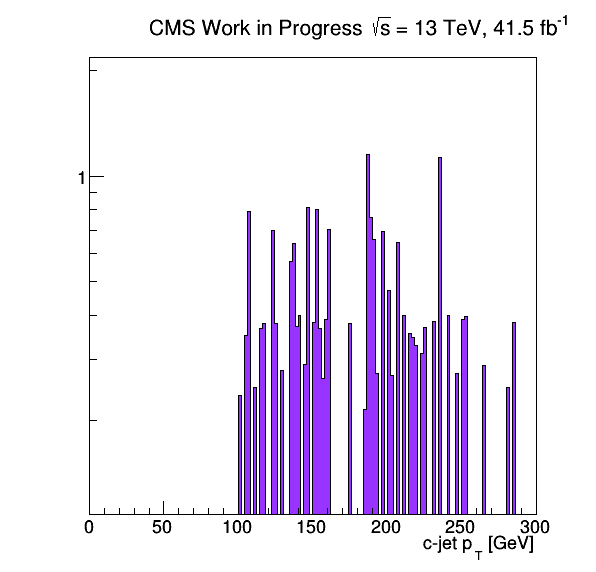 CMS Work in Progress √s = 13 TeV, 41.5 fb⁻¹
1
0 50 100 150 200 250 300
c-jet p_T [GeV]